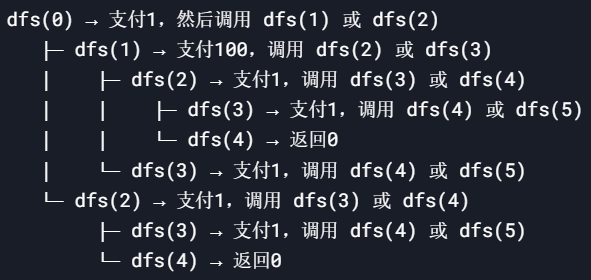 dfs(0) → 支付1，然后调用 dfs(1) 或 dfs(2)
   ├─ dfs(1) → 支付100，调用 dfs(2) 或 dfs(3)
   |    ├─ dfs(2) → 支付1，调用 dfs(3) 或 dfs(4)
   |    |    ├─ dfs(3) → 支付1，调用 dfs(4) 或 dfs(5)
   |    |    └─ dfs(4) → 返回0
   |    └─ dfs(3) → 支付1，调用 dfs(4) 或 dfs(5)
   └─ dfs(2) → 支付1，调用 dfs(3) 或 dfs(4)
        ├─ dfs(3) → 支付1，调用 dfs(4) 或 dfs(5)
        └─ dfs(4) → 返回0